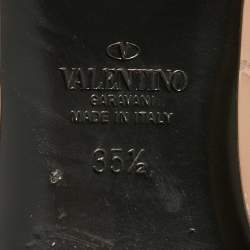 VALENTINO
GARAVANI
MADE IN ITALY
35½